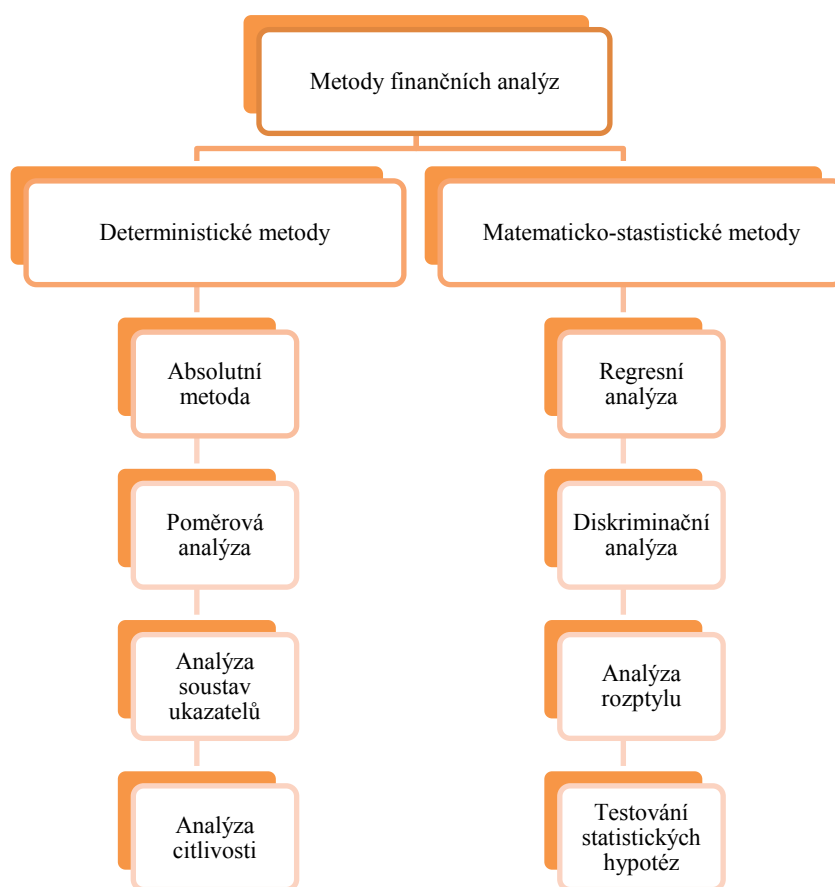 Metody finančních analýz
Deterministické metody
Matematicko-stastistické metody
Absolutní
metoda
Regresní
analýza
Poměrová
analýza
Diskriminační
analýza
Analýza
soustav
ukazatelů
Analýza
rozptylu
Analýza
citlivosti
Testování
statistických
hypotéz